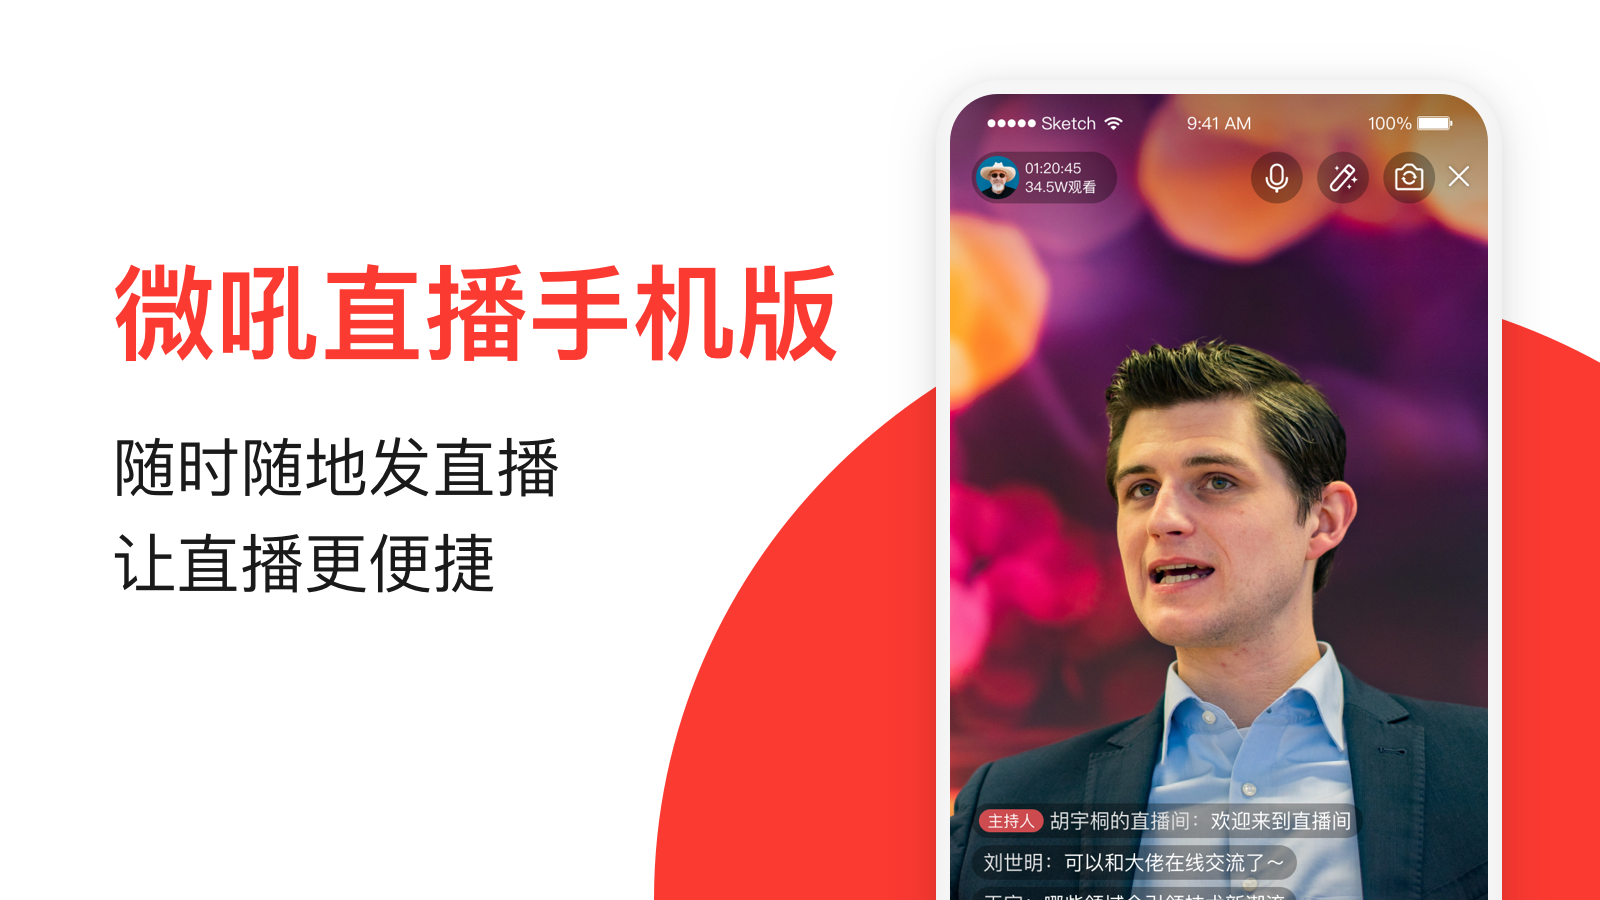 微吼直播手机版
随时随地发直播
让直播更便捷
Sketch 9:41 AM 100%
01:20:45
34.5W观看
主持人 胡宇桐的直播间：欢迎来到直播间
刘世明：可以和大佬在线交流了～